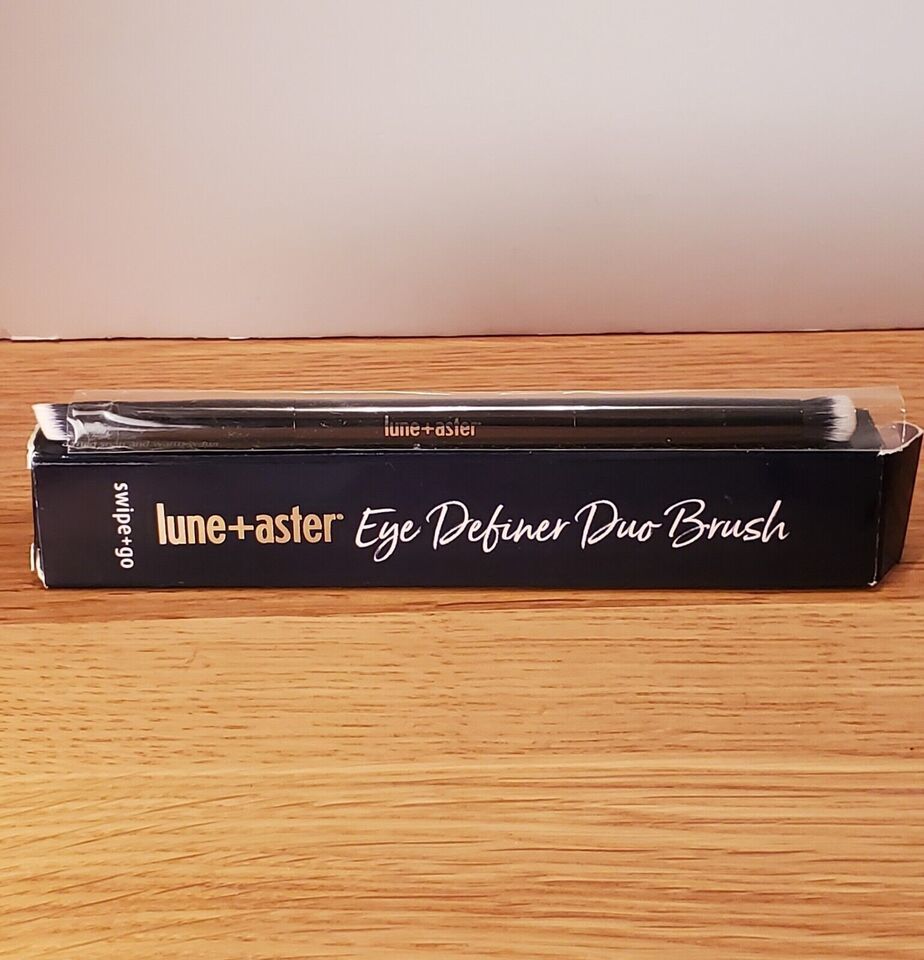 lune+aster
swipe+go
lune+aster® Eye Definer Duo Brush